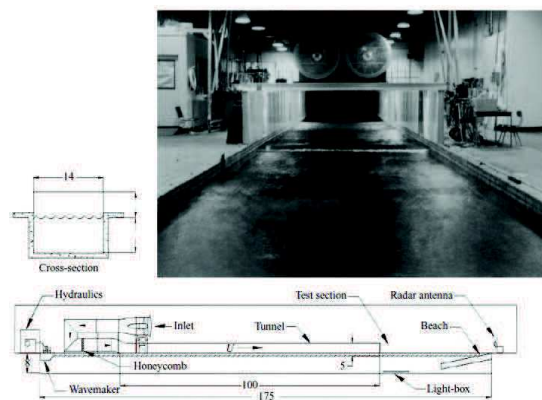 14
Cross-section
Hydraulics
Inlet
Tunnel
Test section
Radar antenna
Beach
U
5
Wavemaker
Honeycomb
100
Light-box
175